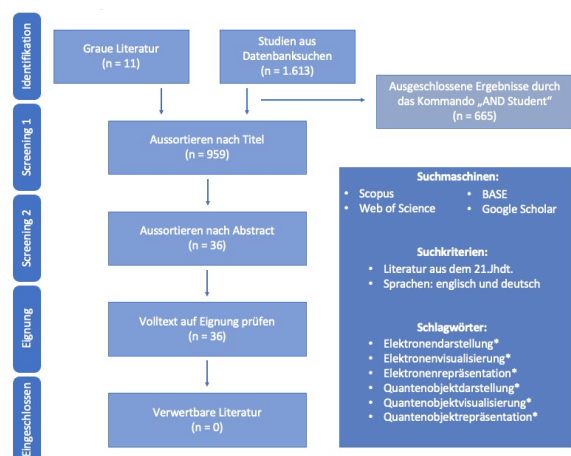 Identifikation
Graue Literatur
(n = 11)
Studien aus
Datenbanksuchen
(n = 1.613)
Ausgeschlossene Ergebnisse durch
das Kommando „AND Student“
(n = 665)
Screening 1
Aussortieren nach Titel
(n = 959)
Screening 2
Aussortieren nach Abstract
(n = 36)
Eignung
Volltext auf Eignung prüfen
(n = 36)
Eingeschlossen
Verwertbare Literatur
(n = 0)
Suchmaschinen:
• Scopus
• Web of Science
• BASE
• Google Scholar
Suchkriterien:
• Literatur aus dem 21.Jhdt.
• Sprachen: englisch und deutsch
Schlagwörter:
• Elektronendarstellung*
• Elektronenvisualisierung*
• Elektronenrepräsentation*
• Quantenobjektdarstellung*
• Quantenobjektvisualisierung*
• Quantenobjektrepräsentation*